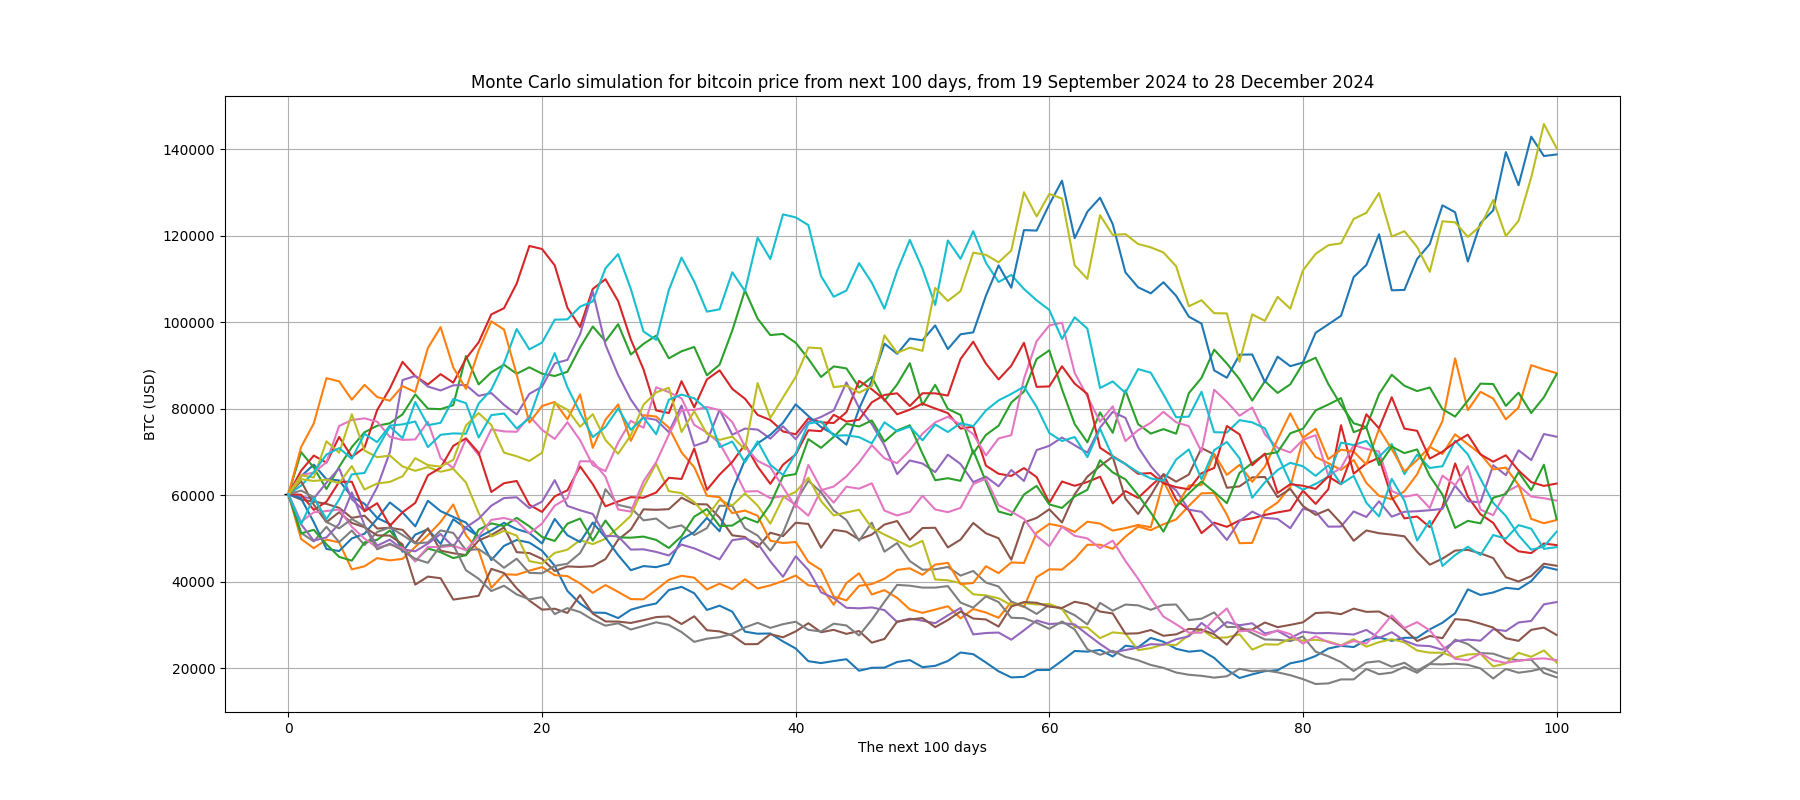 Monte Carlo simulation for bitcoin price from next 100 days, from 19 September 2024 to 28 December 2024
140000
120000
100000
80000
60000
40000
20000
BTC (USD)
0 20 40 60 80 100
The next 100 days